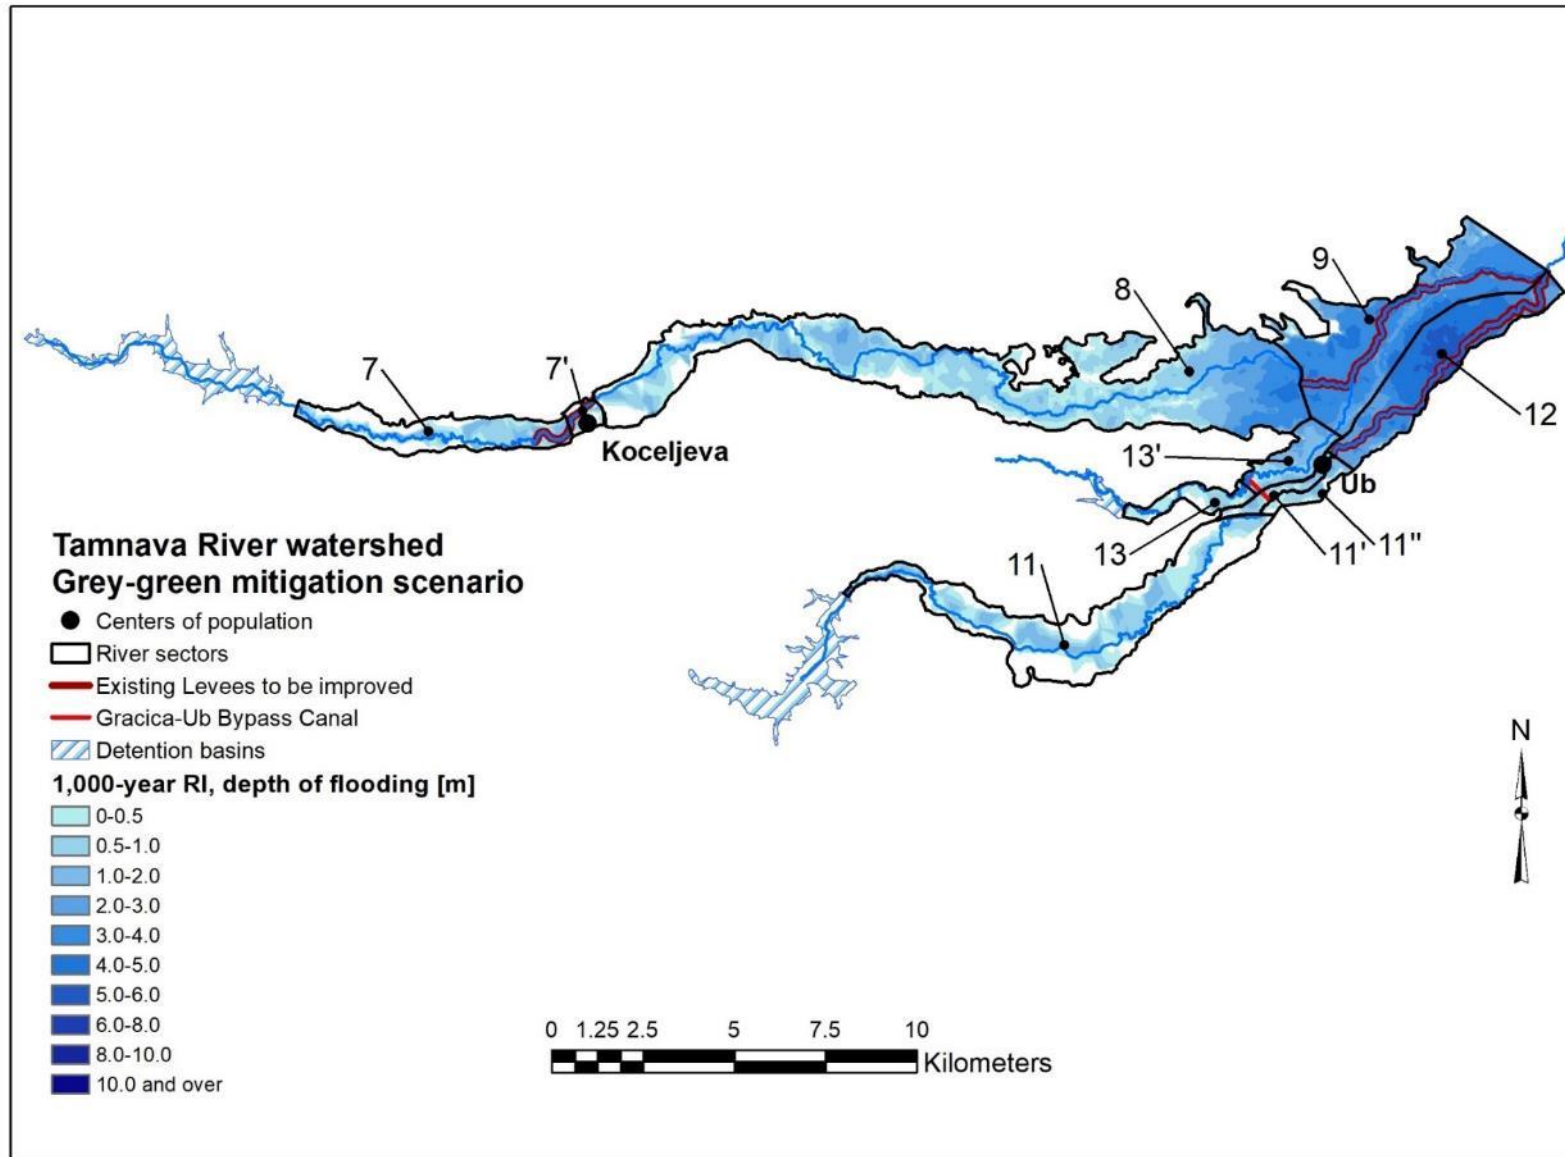 9
8
7'
7
12
Koceljeva
13'
Ub
Tamnava River watershed
Grey-green mitigation scenario
13
11'
11"
11
Centers of population
River sectors
Existing Levees to be improved
Gracica-Ub Bypass Canal
Detention basins
1,000-year RI, depth of flooding [m]
0-0.5
0.5-1.0
1.0-2.0
2.0-3.0
3.0-4.0
4.0-5.0
5.0-6.0
6.0-8.0
8.0-10.0
10.0 and over
N
0 1.25 2.5 5 7.5 10
Kilometers